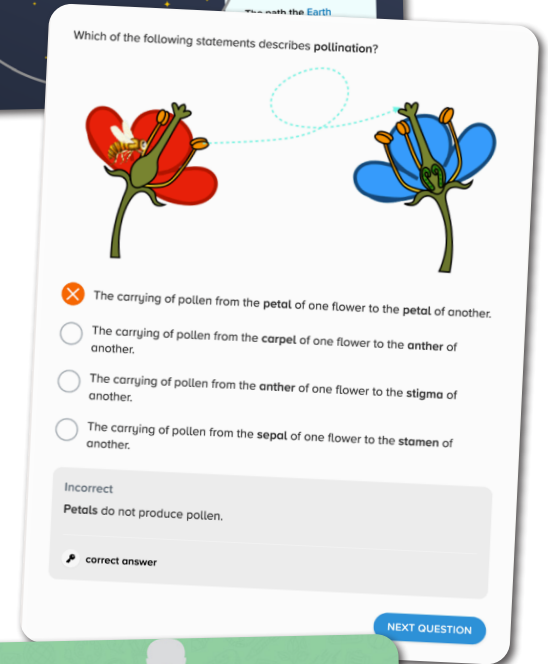 The path the Earth
Which of the following statements describes pollination?
The carrying of pollen from the petal of one flower to the petal of another.
The carrying of pollen from the carpel of one flower to the anther of
another.
The carrying of pollen from the anther of one flower to the stigma of
another.
The carrying of pollen from the sepal of one flower to the stamen of
another.
Incorrect
Petals do not produce pollen.
correct answer
NEXT QUESTION